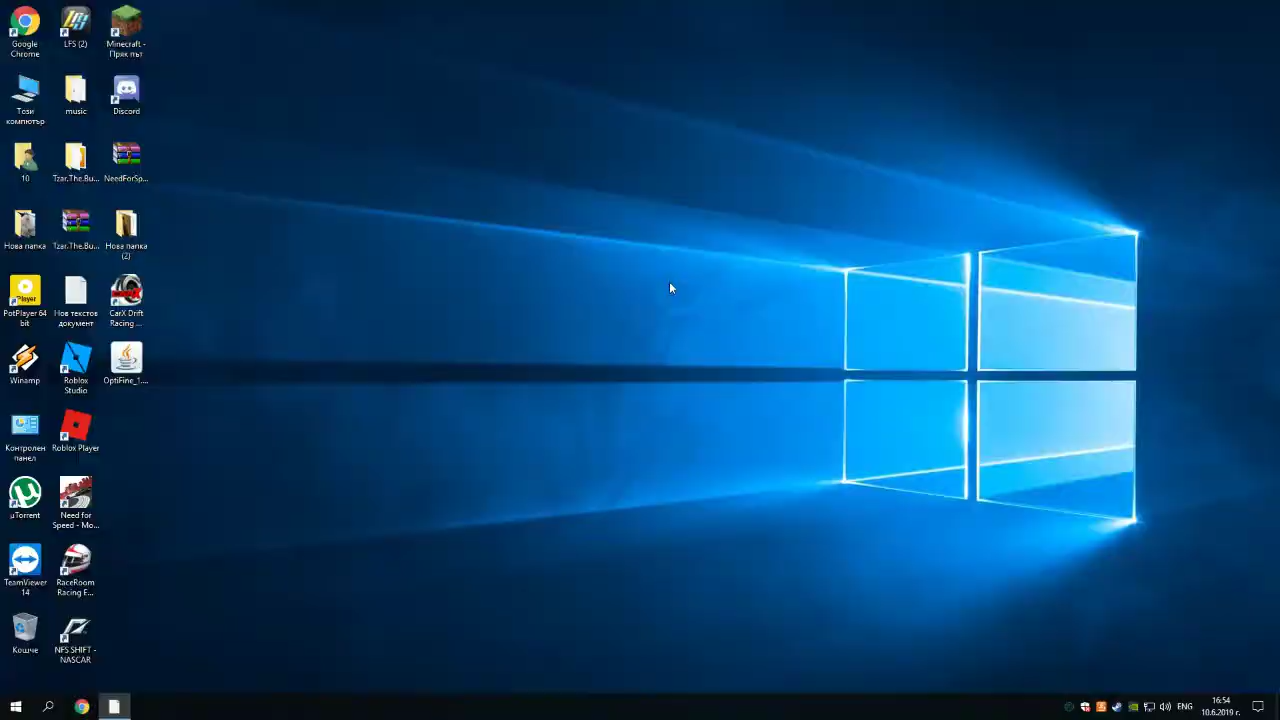 Google
Chrome
LFS (2)
Minecraft -
Пряк път
Този
компютър
music
Discord
10
Tzar.The.Bu...
NeedForSp...
Нова папка
Tzar.The.Bu...
Нова папка
(2)
Player
PotPlayer 64
bit
Нов текстов
документ
CarX Drift
Racing ...
Winamp
Roblox
Studio
OptiFine_1....
Контролен
панел
Roblox Player
µTorrent
Need for
Speed - Mo...
TeamViewer
14
RaceRoom
Racing E...
Кошче
NFS SHIFT -
NASCAR
ENG
16:54
10.6.2019 г.